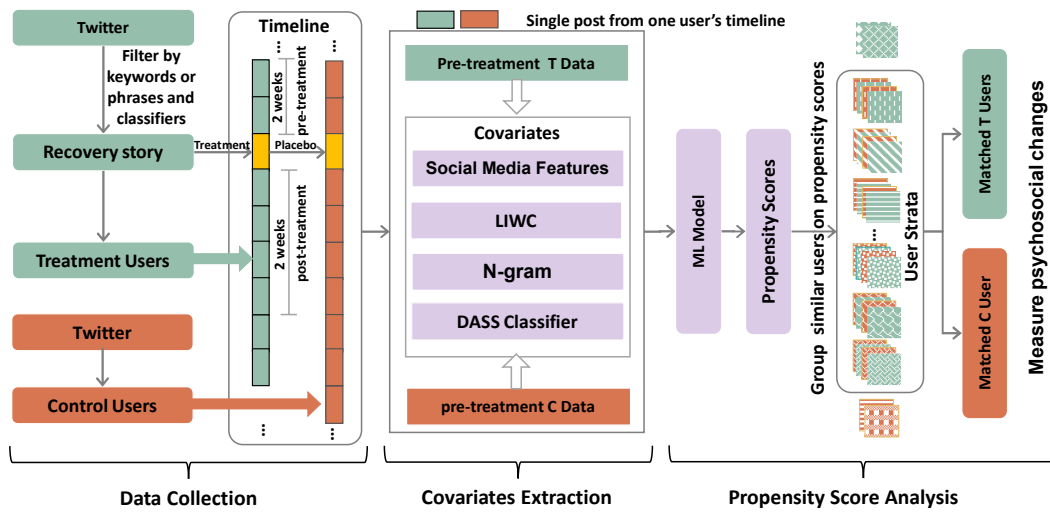 Twitter
Filter by
keywords or
phrases and
classifiers
Recovery story
Treatment Users
Twitter
Control Users
Treatment
Placebo
Timeline
...
...
2 weeks
pre-treatment
2 weeks
post-treatment
...
...
Data Collection
Single post from one user's timeline
Pre-treatment T Data
Covariates
Social Media Features
LIWC
N-gram
DASS Classifier
pre-treatment C Data
Covariates Extraction
ML Model
Propensity Scores
Group similar users on propensity scores
...
User Strata
Matched T Users
Matched C User
Measure psychosocial changes
Propensity Score Analysis